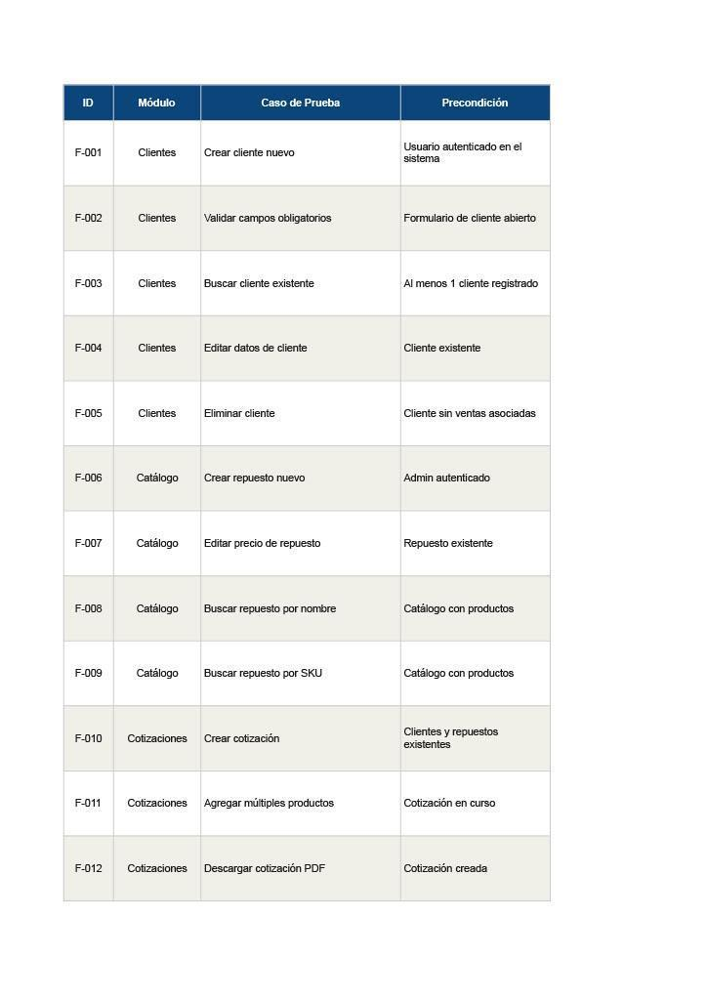 ID Módulo Caso de Prueba Precondición
F-001 Clientes Crear cliente nuevo Usuario autenticado en el
sistema
F-002 Clientes Validar campos obligatorios Formulario de cliente abierto
F-003 Clientes Buscar cliente existente Al menos 1 cliente registrado
F-004 Clientes Editar datos de cliente Cliente existente
F-005 Clientes Eliminar cliente Cliente sin ventas asociadas
F-006 Catálogo Crear repuesto nuevo Admin autenticado
F-007 Catálogo Editar precio de repuesto Repuesto existente
F-008 Catálogo Buscar repuesto por nombre Catálogo con productos
F-009 Catálogo Buscar repuesto por SKU Catálogo con productos
F-010 Cotizaciones Crear cotización Clientes y repuestos
existentes
F-011 Cotizaciones Agregar múltiples productos Cotización en curso
F-012 Cotizaciones Descargar cotización PDF Cotización creada